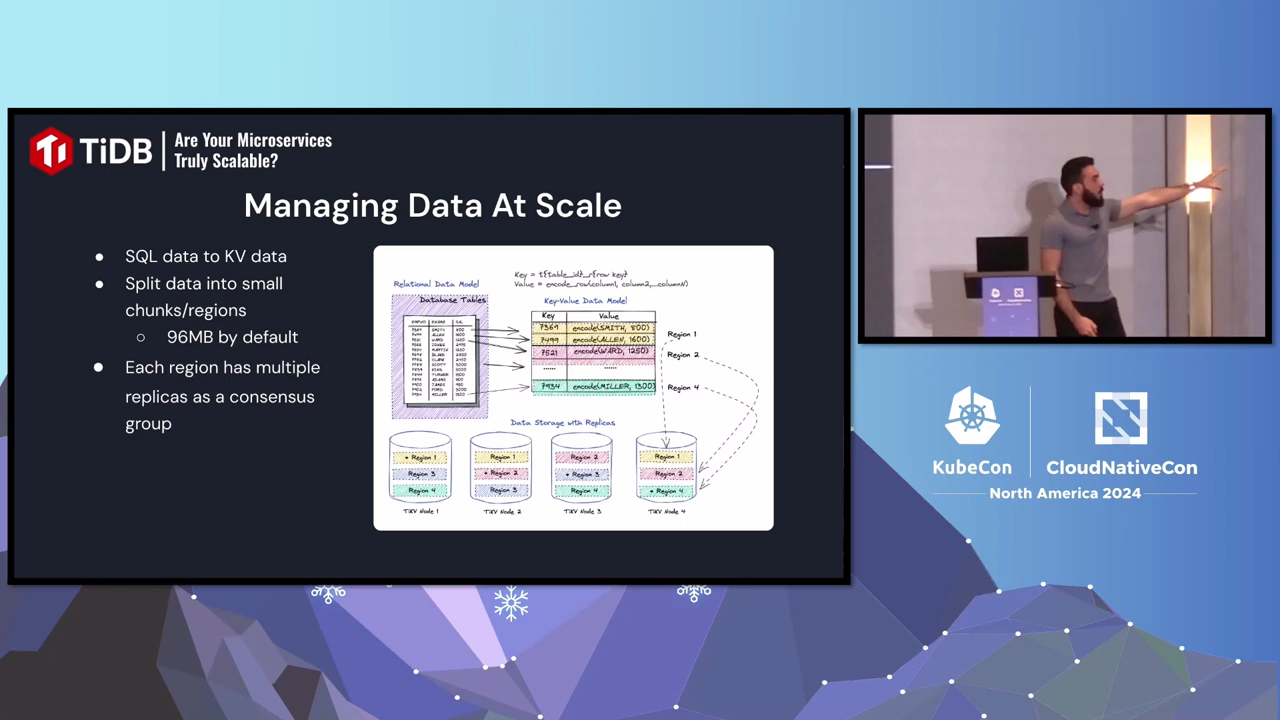 TiDB
Are Your Microservices
Truly Scalable?
Managing Data At Scale
● SQL data to KV data
● Split data into small
chunks/regions
○ 96MB by default
● Each region has multiple
replicas as a consensus
group
Key = t{table_id}_r{row key}
Value = encode_row(column1, column2,...columnN)
Relational Data Model
Database Tables
Key-Value Data Model
Key Value
7369 encode(SMITH, 800)
7499 encode(ALLEN, 1600)
7521 encode(WARD, 1250)
...... ......
7934 encode(MILLER, 1300)
Region 1
Region 2
Region 4
Data Storage with Replicas
Region 1
Region 3
Region 4
TiKV Node 1
Region 1
Region 2
Region 3
TiKV Node 2
Region 2
Region 3
Region 4
TiKV Node 3
Region 1
Region 2
Region 4
TiKV Node 4
KubeCon
CloudNativeCon
North America 2024